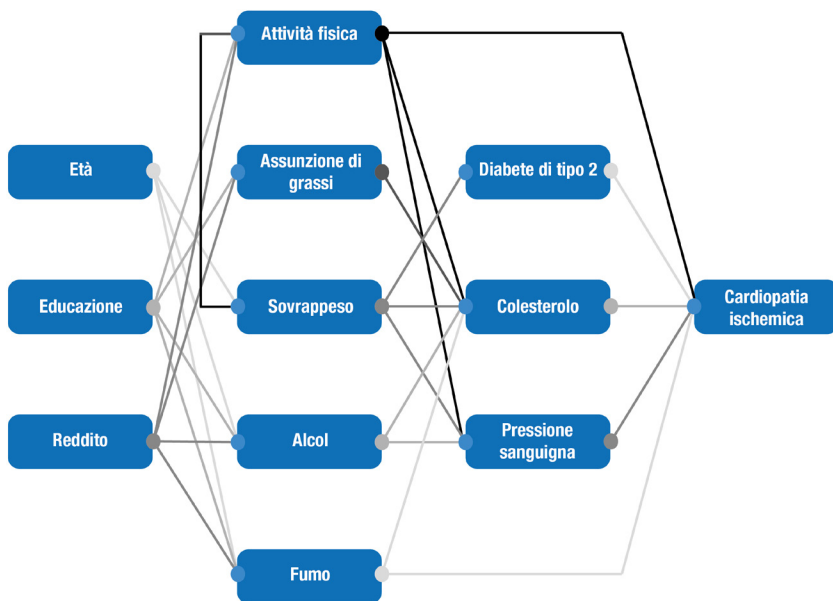 Attività fisica
Età
Assunzione di
grassi
Diabete di tipo 2
Educazione
Sovrappeso
Colesterolo
Cardiopatia
ischemica
Reddito
Alcol
Pressione
sanguigna
Fumo